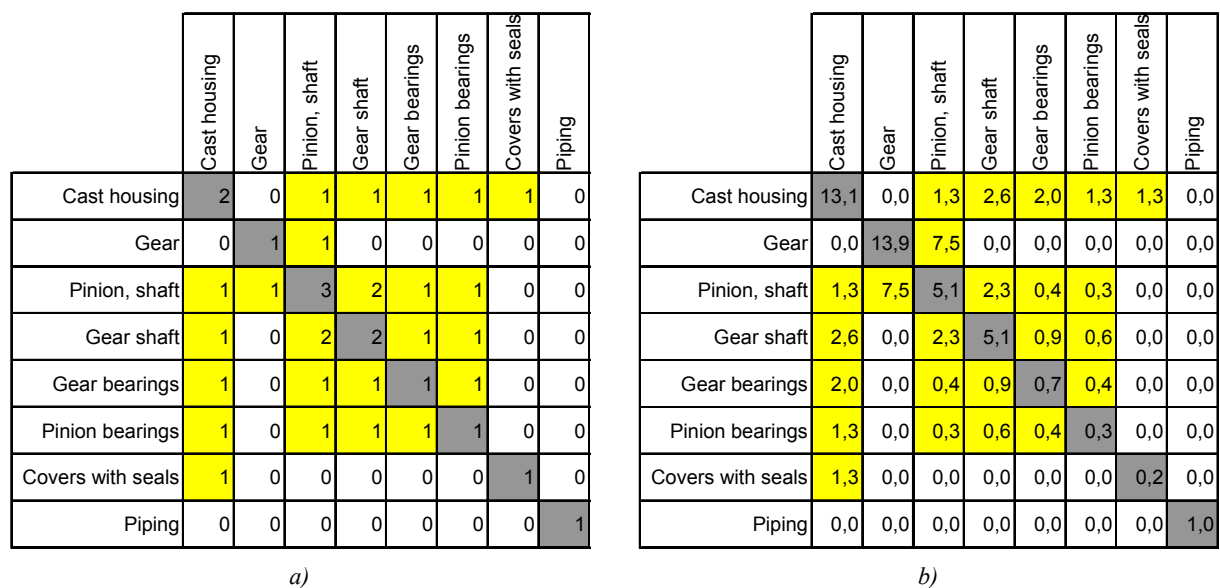 Cast housing Gear Pinion, shaft Gear shaft Gear bearings Pinion bearings Covers with seals Piping
Cast housing 2 0 1 1 1 1 1 0
Gear 0 1 1 0 0 0 0 0
Pinion, shaft 1 1 3 2 1 1 0 0
Gear shaft 1 0 2 2 1 1 0 0
Gear bearings 1 0 1 1 1 1 0 0
Pinion bearings 1 0 1 1 1 1 0 0
Covers with seals 1 0 0 0 0 0 1 0
Piping 0 0 0 0 0 0 0 1
a)
Cast housing Gear Pinion, shaft Gear shaft Gear bearings Pinion bearings Covers with seals Piping
Cast housing 13,1 0,0 1,3 2,6 2,0 1,3 1,3 0,0
Gear 0,0 13,9 7,5 0,0 0,0 0,0 0,0 0,0
Pinion, shaft 1,3 7,5 5,1 2,3 0,4 0,3 0,0 0,0
Gear shaft 2,6 0,0 2,3 5,1 0,9 0,6 0,0 0,0
Gear bearings 2,0 0,0 0,4 0,9 0,7 0,4 0,0 0,0
Pinion bearings 1,3 0,0 0,3 0,6 0,4 0,3 0,0 0,0
Covers with seals 1,3 0,0 0,0 0,0 0,0 0,0 0,2 0,0
Piping 0,0 0,0 0,0 0,0 0,0 0,0 0,0 1,0
b)